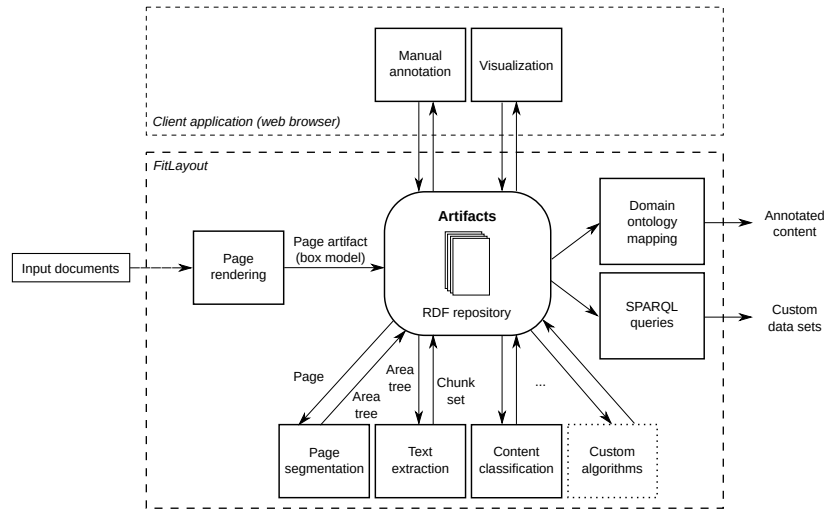 Manual
annotation
Visualization
Client application (web browser)
FitLayout
Artifacts
RDF repository
Domain
ontology
mapping
Annotated
content
Input documents
Page
rendering
Page artifact
(box model)
SPARQL
queries
Custom
data sets
Page
Area
tree
Area
tree
Chunk
set
...
Page
segmentation
Text
extraction
Content
classification
Custom
algorithms